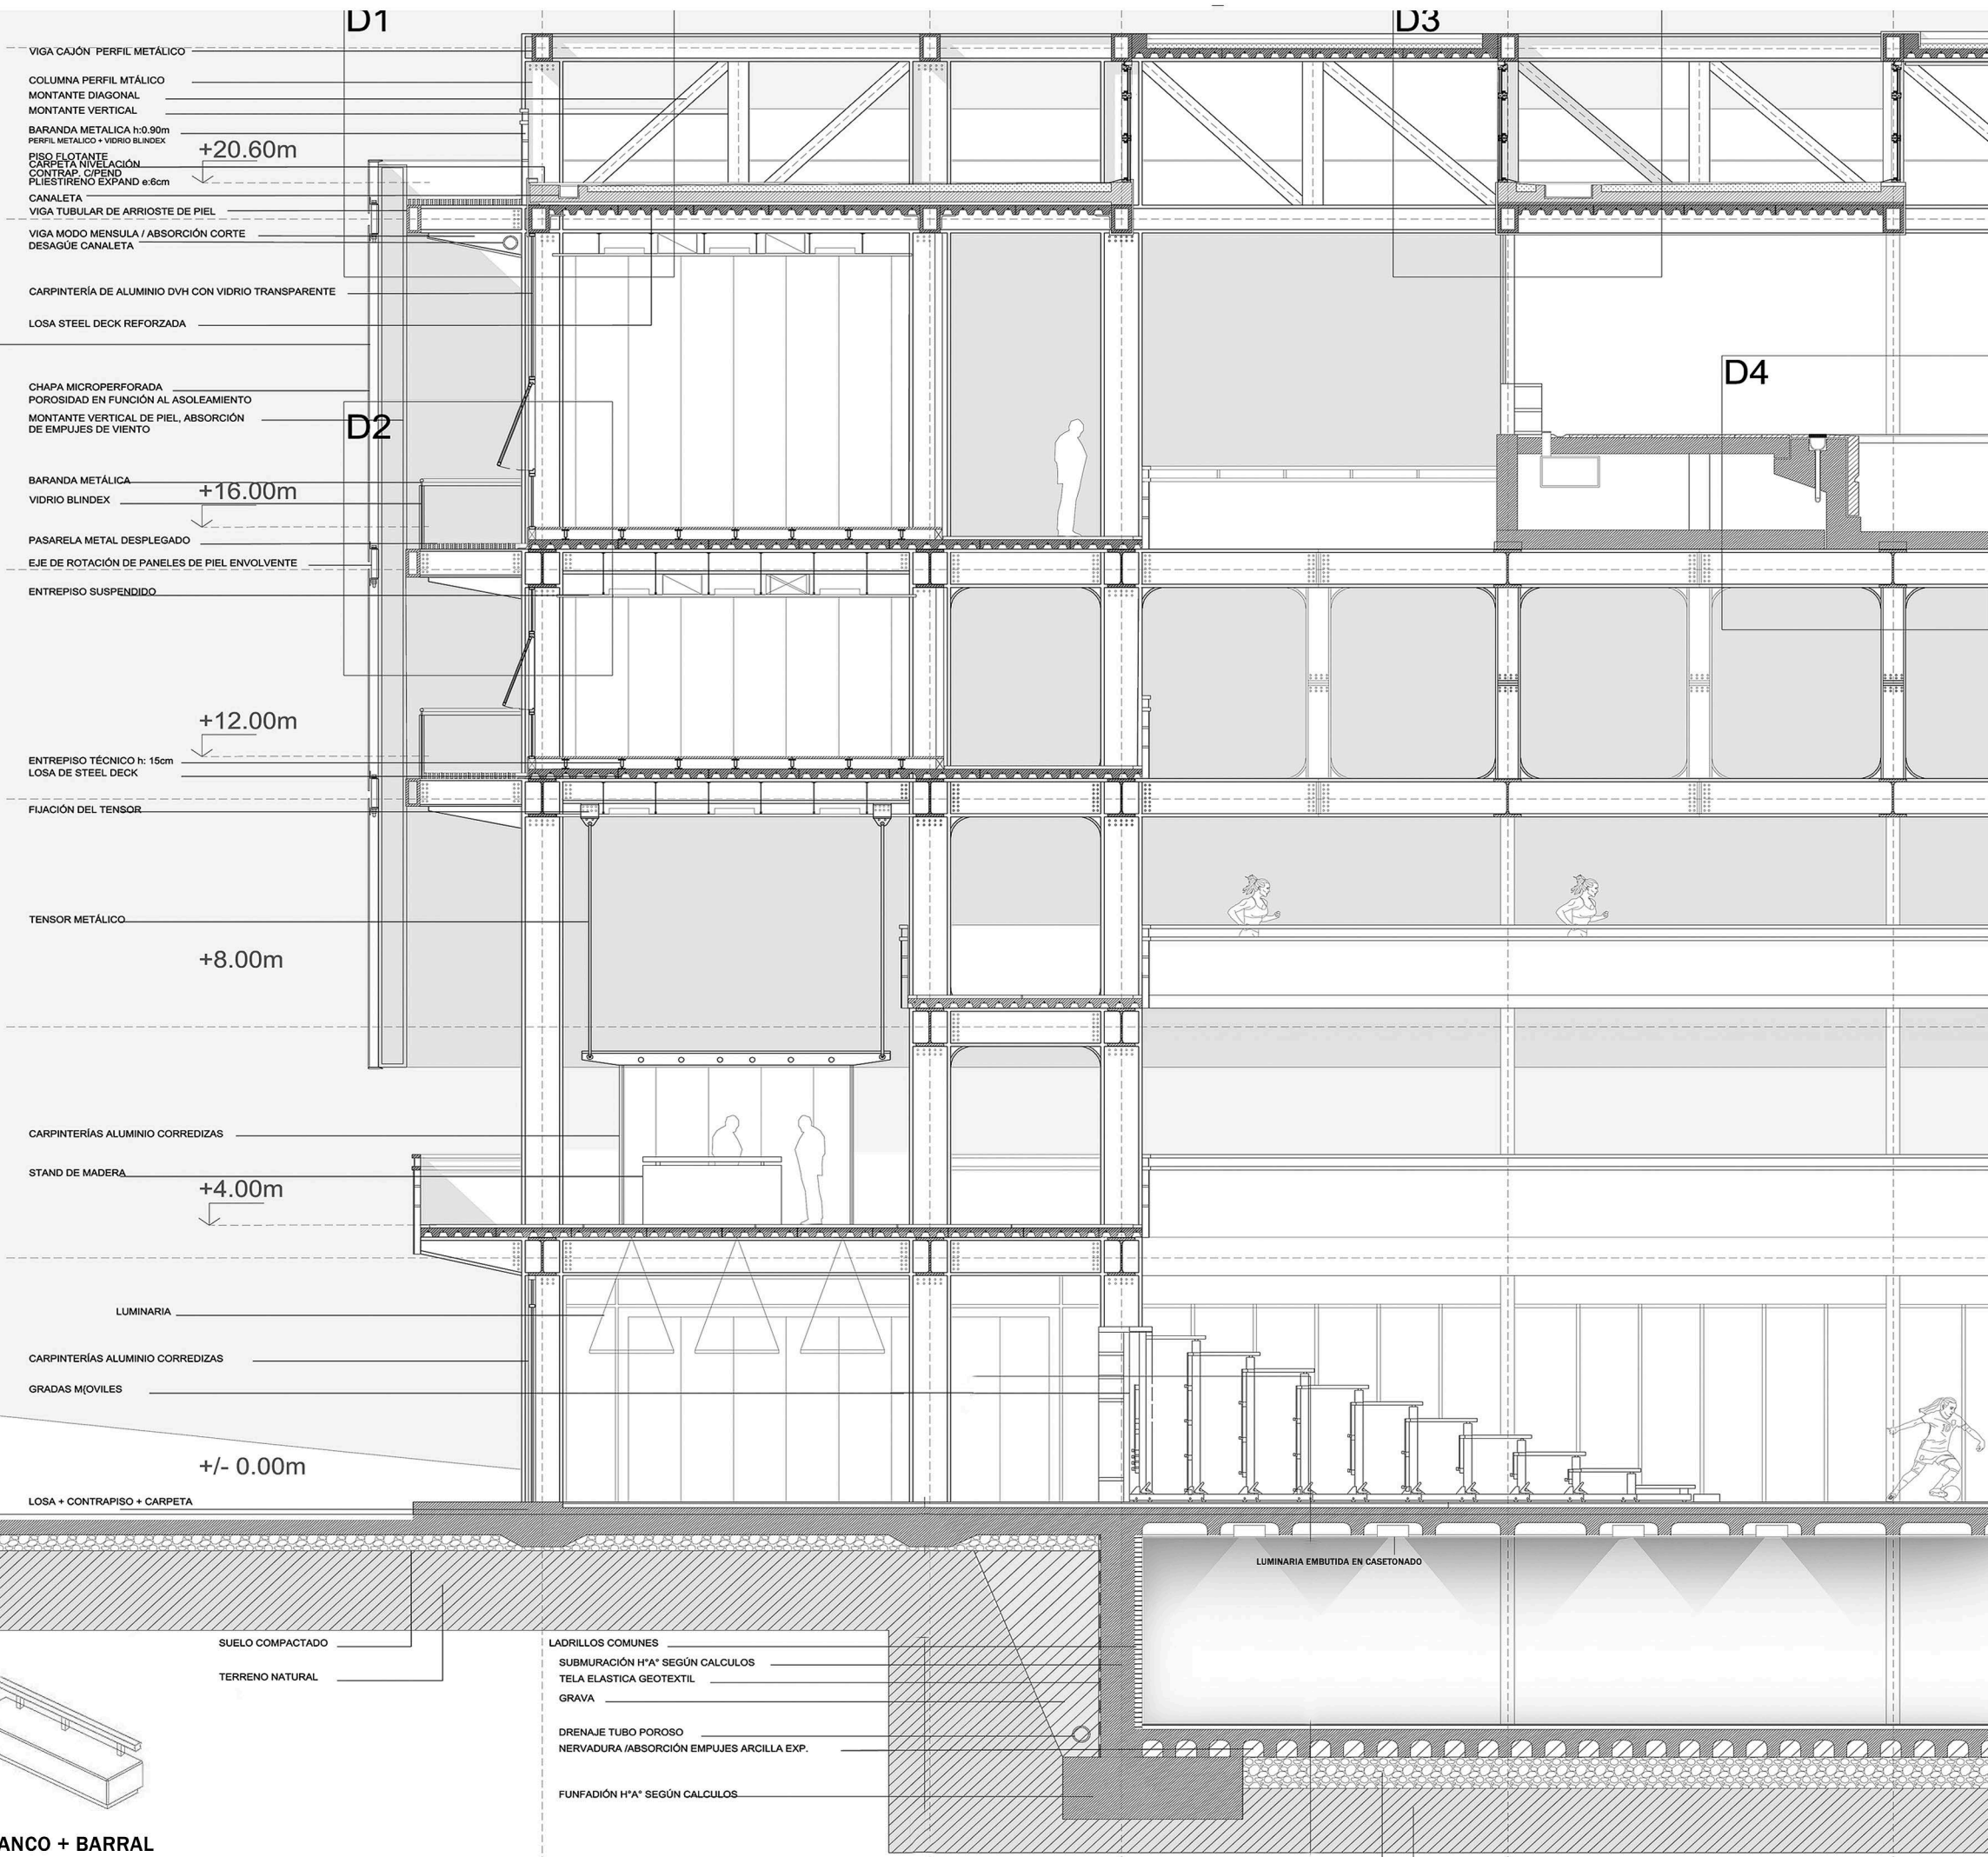 D1
D3
VIGA CAJÓN PERFIL METÁLICO
COLUMNA PERFIL MTÁLICO
MONTANTE DIAGONAL
MONTANTE VERTICAL
BARANDA METALICA h:0.90m
PERFIL METALICO + VIDRIO BLINDEX
+20.60m
PISO FLOTANTE
CARPETA NIVELACIÓN
CONTRAP. C/PEND
PLIESTIRENO EXPAND e:6cm
CANALETA
VIGA TUBULAR DE ARRIOSTE DE PIEL
VIGA MODO MENSULA / ABSORCIÓN CORTE
DESAGÜE CANALETA
CARPINTERÍA DE ALUMINIO DVH CON VIDRIO TRANSPARENTE
LOSA STEEL DECK REFORZADA
D4
CHAPA MICROPERFORADA
POROSIDAD EN FUNCIÓN AL ASOLEAMIENTO
MONTANTE VERTICAL DE PIEL, ABSORCIÓN
DE EMPUJES DE VIENTO
D2
BARANDA METÁLICA
+16.00m
VIDRIO BLINDEX
PASARELA METAL DESPLEGADO
EJE DE ROTACIÓN DE PANELES DE PIEL ENVOLVENTE
ENTREPISO SUSPENDIDO
+12.00m
ENTREPISO TÉCNICO h: 15cm
LOSA DE STEEL DECK
FIJACIÓN DEL TENSOR
TENSOR METÁLICO
+8.00m
CARPINTERÍAS ALUMINIO CORREDIZAS
STAND DE MADERA
+4.00m
LUMINARIA
CARPINTERÍAS ALUMINIO CORREDIZAS
GRADAS M(OVILES
+/- 0.00m
LOSA + CONTRAPISO + CARPETA
LUMINARIA EMBUTIDA EN CASETONADO
SUELO COMPACTADO
TERRENO NATURAL
LADRILLOS COMUNES
SUBMURACIÓN H°A° SEGÚN CALCULOS
TELA ELASTICA GEOTEXTIL
GRAVA
DRENAJE TUBO POROSO
NERVADURA /ABSORCIÓN EMPUJES ARCILLA EXP.
FUNFADIÓN H°A° SEGÚN CALCULOS
ANCO + BARRAL